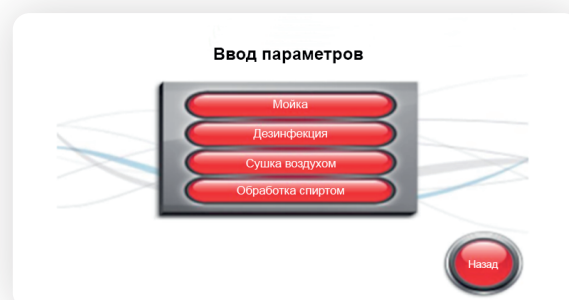 Ввод параметров
Мойка
Дезинфекция
Сушка воздухом
Обработка спиртом
Назад